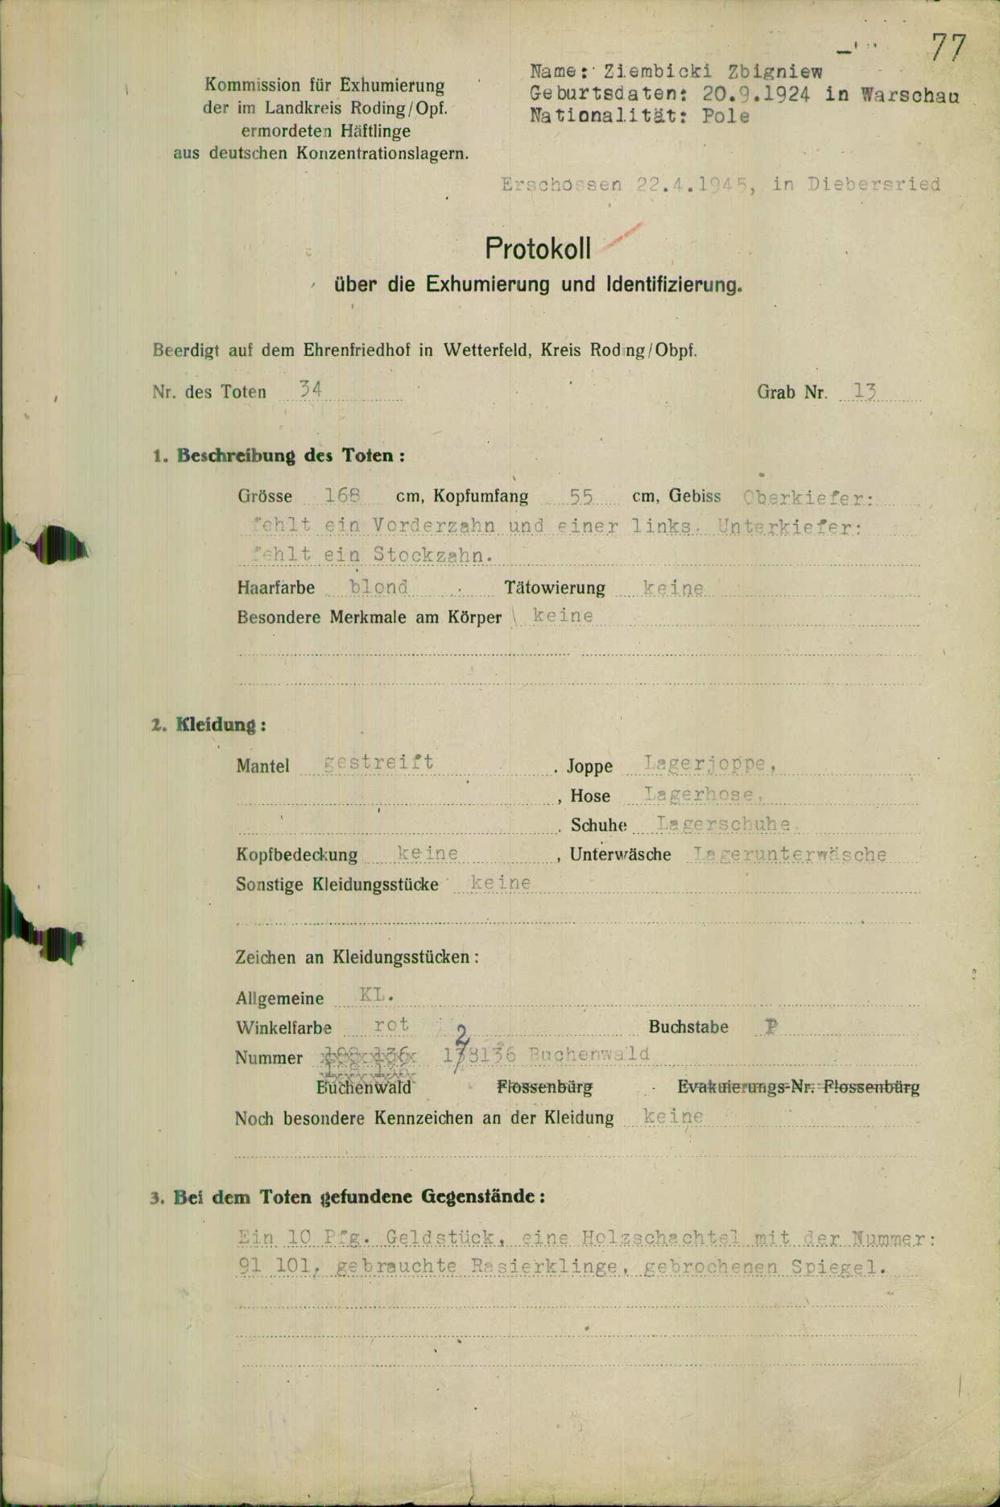 77
Kommission für Exhumierung
der im Landkreis Roding/Opf.
ermordeten Häftlinge
aus deutschen Konzentrationslagern.
Name: Ziembicki Zbigniew
Geburtsdaten: 20.9.1924 in Warschau
Nationalität: Pole
Erschossen 22.4.1945, in Diebersried
Protokoll
über die Exhumierung und Identifizierung.
Beerdigt auf dem Ehrenfriedhof in Wetterfeld, Kreis Roding/Obpf.
Nr. des Toten 34 Grab Nr. 13
1. Beschreibung des Toten :
Grösse 168 cm, Kopfumfang 55 cm, Gebiss Oberkiefer:
fehlt ein Vorderzahn und einer links. Unterkiefer:
fehlt ein Stockzahn.
Haarfarbe blond Tätowierung keine
Besondere Merkmale am Körper keine
2. Kleidung :
Mantel gestreift , Joppe Lagerjoppe,
, Hose Lagerhose,
, Schuhe Lagerschuhe.
Kopfbedeckung keine , Unterwäsche Lagerunterwäsche
Sonstige Kleidungsstücke keine
Zeichen an Kleidungsstücken :
Allgemeine KL.
Winkelfarbe rot Buchstabe P
2
Nummer 178136 Buchenwald
Buchenwald Flossenbürg Evakuierungs-Nr. Flossenbürg
Noch besondere Kennzeichen an der Kleidung keine
3. Bei dem Toten gefundene Gegenstände :
Ein 10 Pfg. Geldstück, eine Holzschachtel mit der Nummer:
91 101, gebrauchte Rasierklinge, gebrochenen Spiegel.